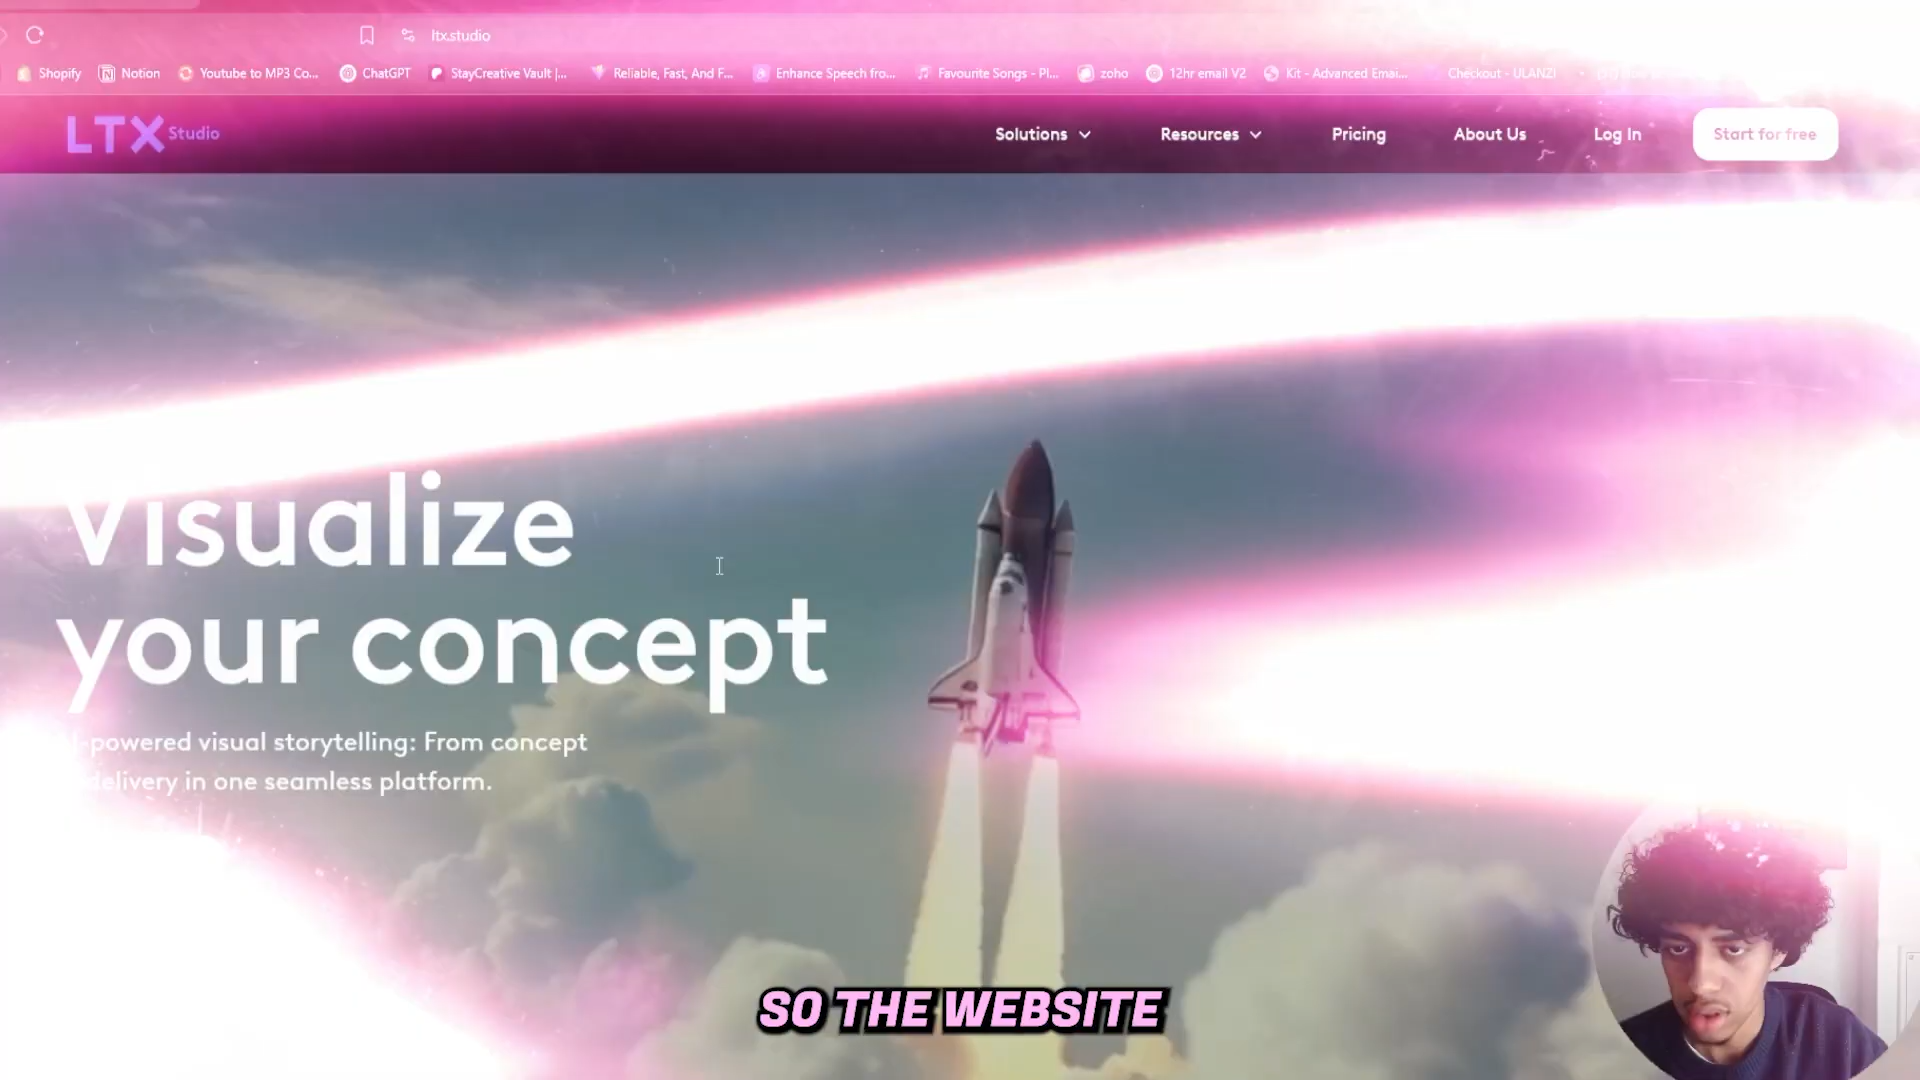 ltx.studio
Shopify
Notion
Youtube to MP3 Co...
ChatGPT
StayCreative Vault |...
Reliable, Fast, And F...
Enhance Speech fro...
Favourite Songs - Pl...
zoho
12hr email V2
Kit - Advanced Emai...
Checkout - ULANZI
LTX Studio
Solutions
Resources
Pricing
About Us
Log In
Start for free
Visualize
your concept
-powered visual storytelling: From concept
delivery in one seamless platform.
SO THE WEBSITE